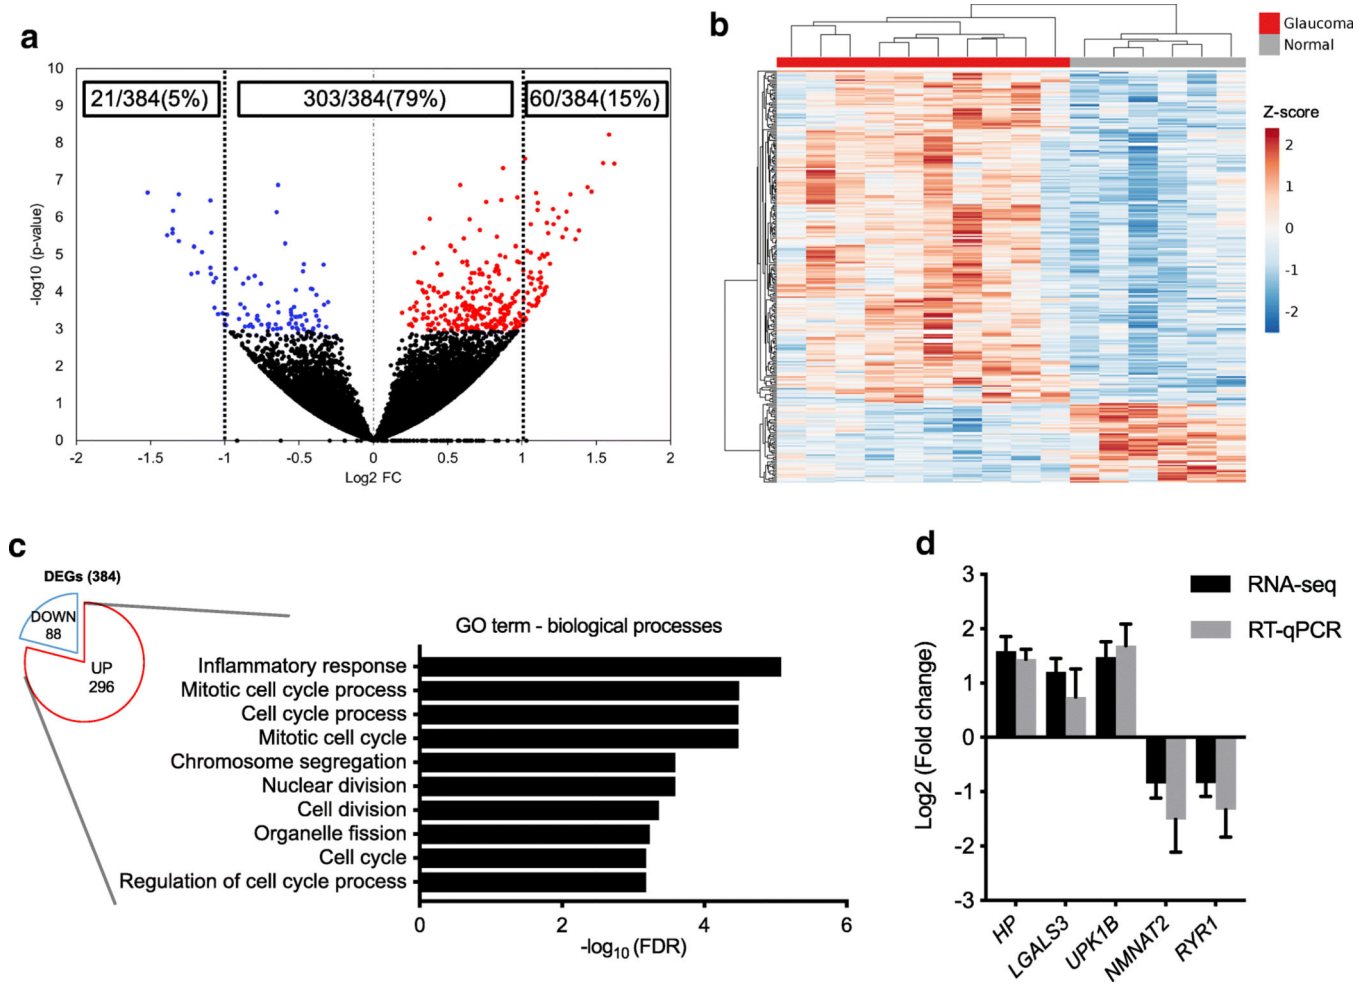 a
21/384(5%)
303/384(79%)
60/384(15%)
10
9
8
7
6
5
4
3
2
1
0
-log10 (p-value)
-2
-1.5
-1
-0.5
0
0.5
1
1.5
2
Log2 FC
b
Glaucoma
Normal
Z-score
2
1
0
-1
-2
c
DEGs (384)
DOWN
88
UP
296
GO term - biological processes
Inflammatory response
Mitotic cell cycle process
Cell cycle process
Mitotic cell cycle
Chromosome segregation
Nuclear division
Cell division
Organelle fission
Cell cycle
Regulation of cell cycle process
0
2
4
6
-log10 (FDR)
d
RNA-seq
RT-qPCR
Log2 (Fold change)
3
2
1
0
-1
-2
-3
HP
LGALS3
UPK1B
NMNAT2
RYR1